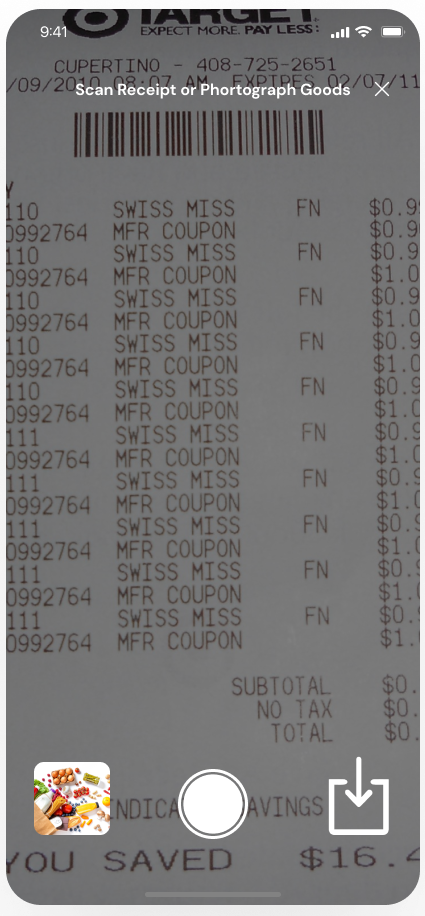 TARGET
9:41
EXPECT MORE. PAY LESS.
CUPERTINO - 408-725-2651
/09/2010 08:07 AM EXPIRES 02/07/11
Scan Receipt or Phortograph Goods
110 SWISS MISS FN $0.9
0992764 MFR COUPON $0.9
110 SWISS MISS FN $0.9
0992764 MFR COUPON $1.0
110 SWISS MISS FN $0.9
0992764 MFR COUPON $1.0
110 SWISS MISS FN $0.9
0992764 MFR COUPON $1.0
110 SWISS MISS FN $0.9
0992764 MFR COUPON $1.0
111 SWISS MISS FN $0.9
0992764 MFR COUPON $1.0
111 SWISS MISS FN $0.9
0992764 MFR COUPON $1.0
111 SWISS MISS FN $0.9
0992764 MFR COUPON $1.0
111 SWISS MISS FN $0.9
0992764 MFR COUPON $1.0
111 SWISS MISS FN $0.
0992764 MFR COUPON $1.
SUBTOTAL $0.
NO TAX $0.
TOTAL $0.
INDICA AVINGS
YOU SAVED $16.4